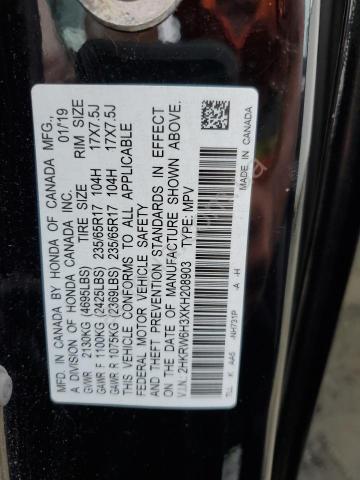 MFD. IN CANADA BY HONDA OF CANADA MFG.,
A DIVISION OF HONDA CANADA INC. 01/19
TIRE SIZE RIM SIZE
GVWR 2130KG (4695LBS)
GAWR F 1100KG (2425LBS) 235/65R17 104H 17X7.5J
GAWR R 1075KG (2369LBS) 235/65R17 104H 17X7.5J
THIS VEHICLE CONFORMS TO ALL APPLICABLE
FEDERAL MOTOR VEHICLE SAFETY
AND THEFT PREVENTION STANDARDS IN EFFECT
ON THE DATE OF MANUFACTURE SHOWN ABOVE.
V.I.N. 2HKRW6H3XKH208903 TYPE: MPV
TLL K AA5 -NH731P -A -H
MADE IN CANADA